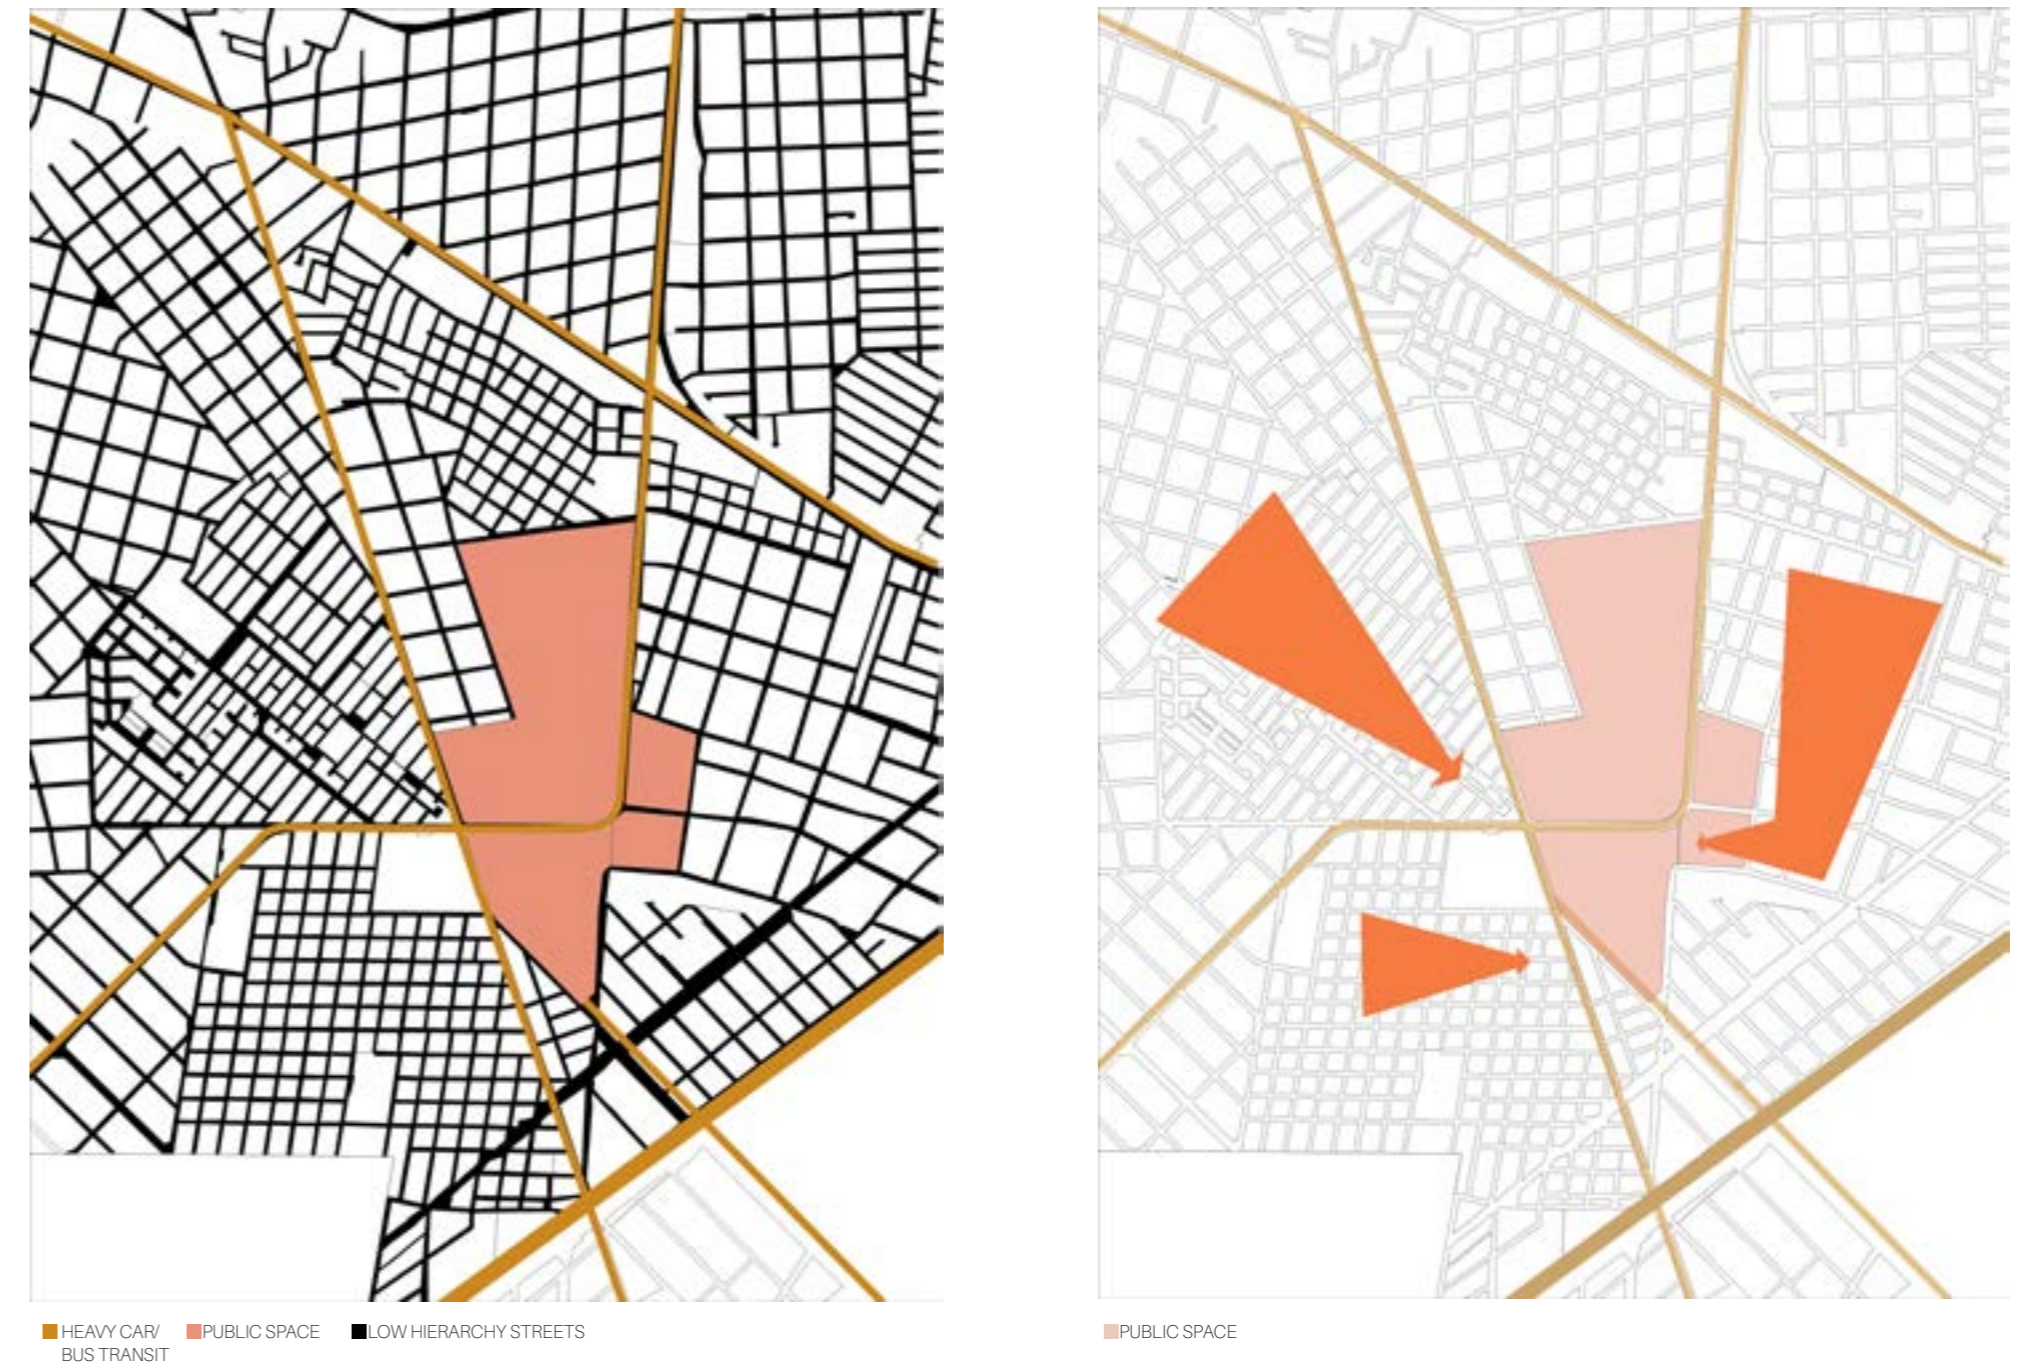 HEAVY CAR/
BUS TRANSIT
PUBLIC SPACE
LOW HIERARCHY STREETS
PUBLIC SPACE